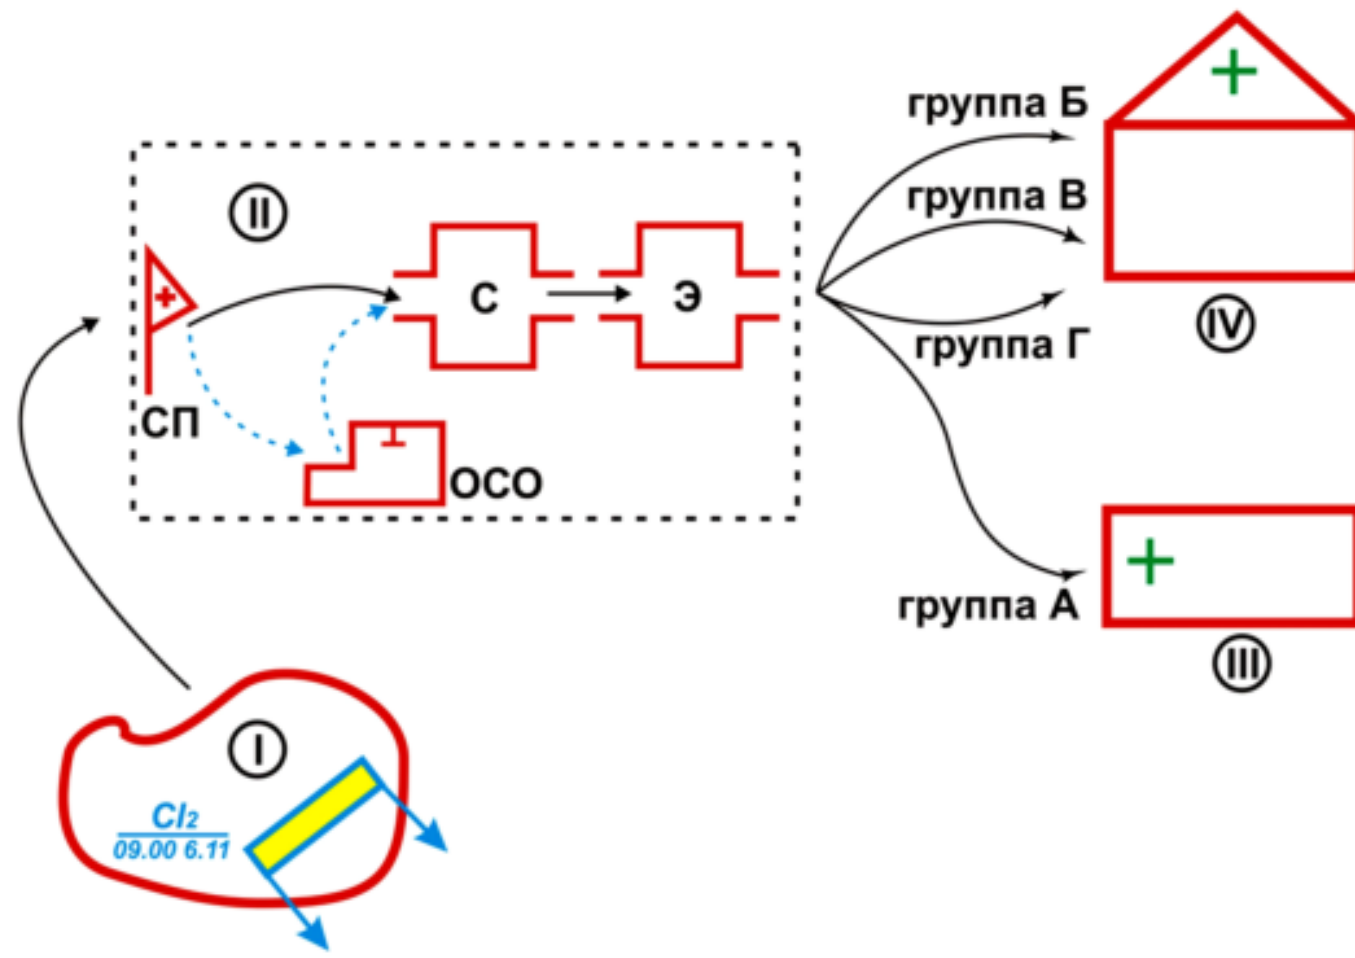 группа Б
II
группа В
С
Э
IV
группа Г
СП
ОСО
группа А
III
I
Cl₂
09.00 6.11